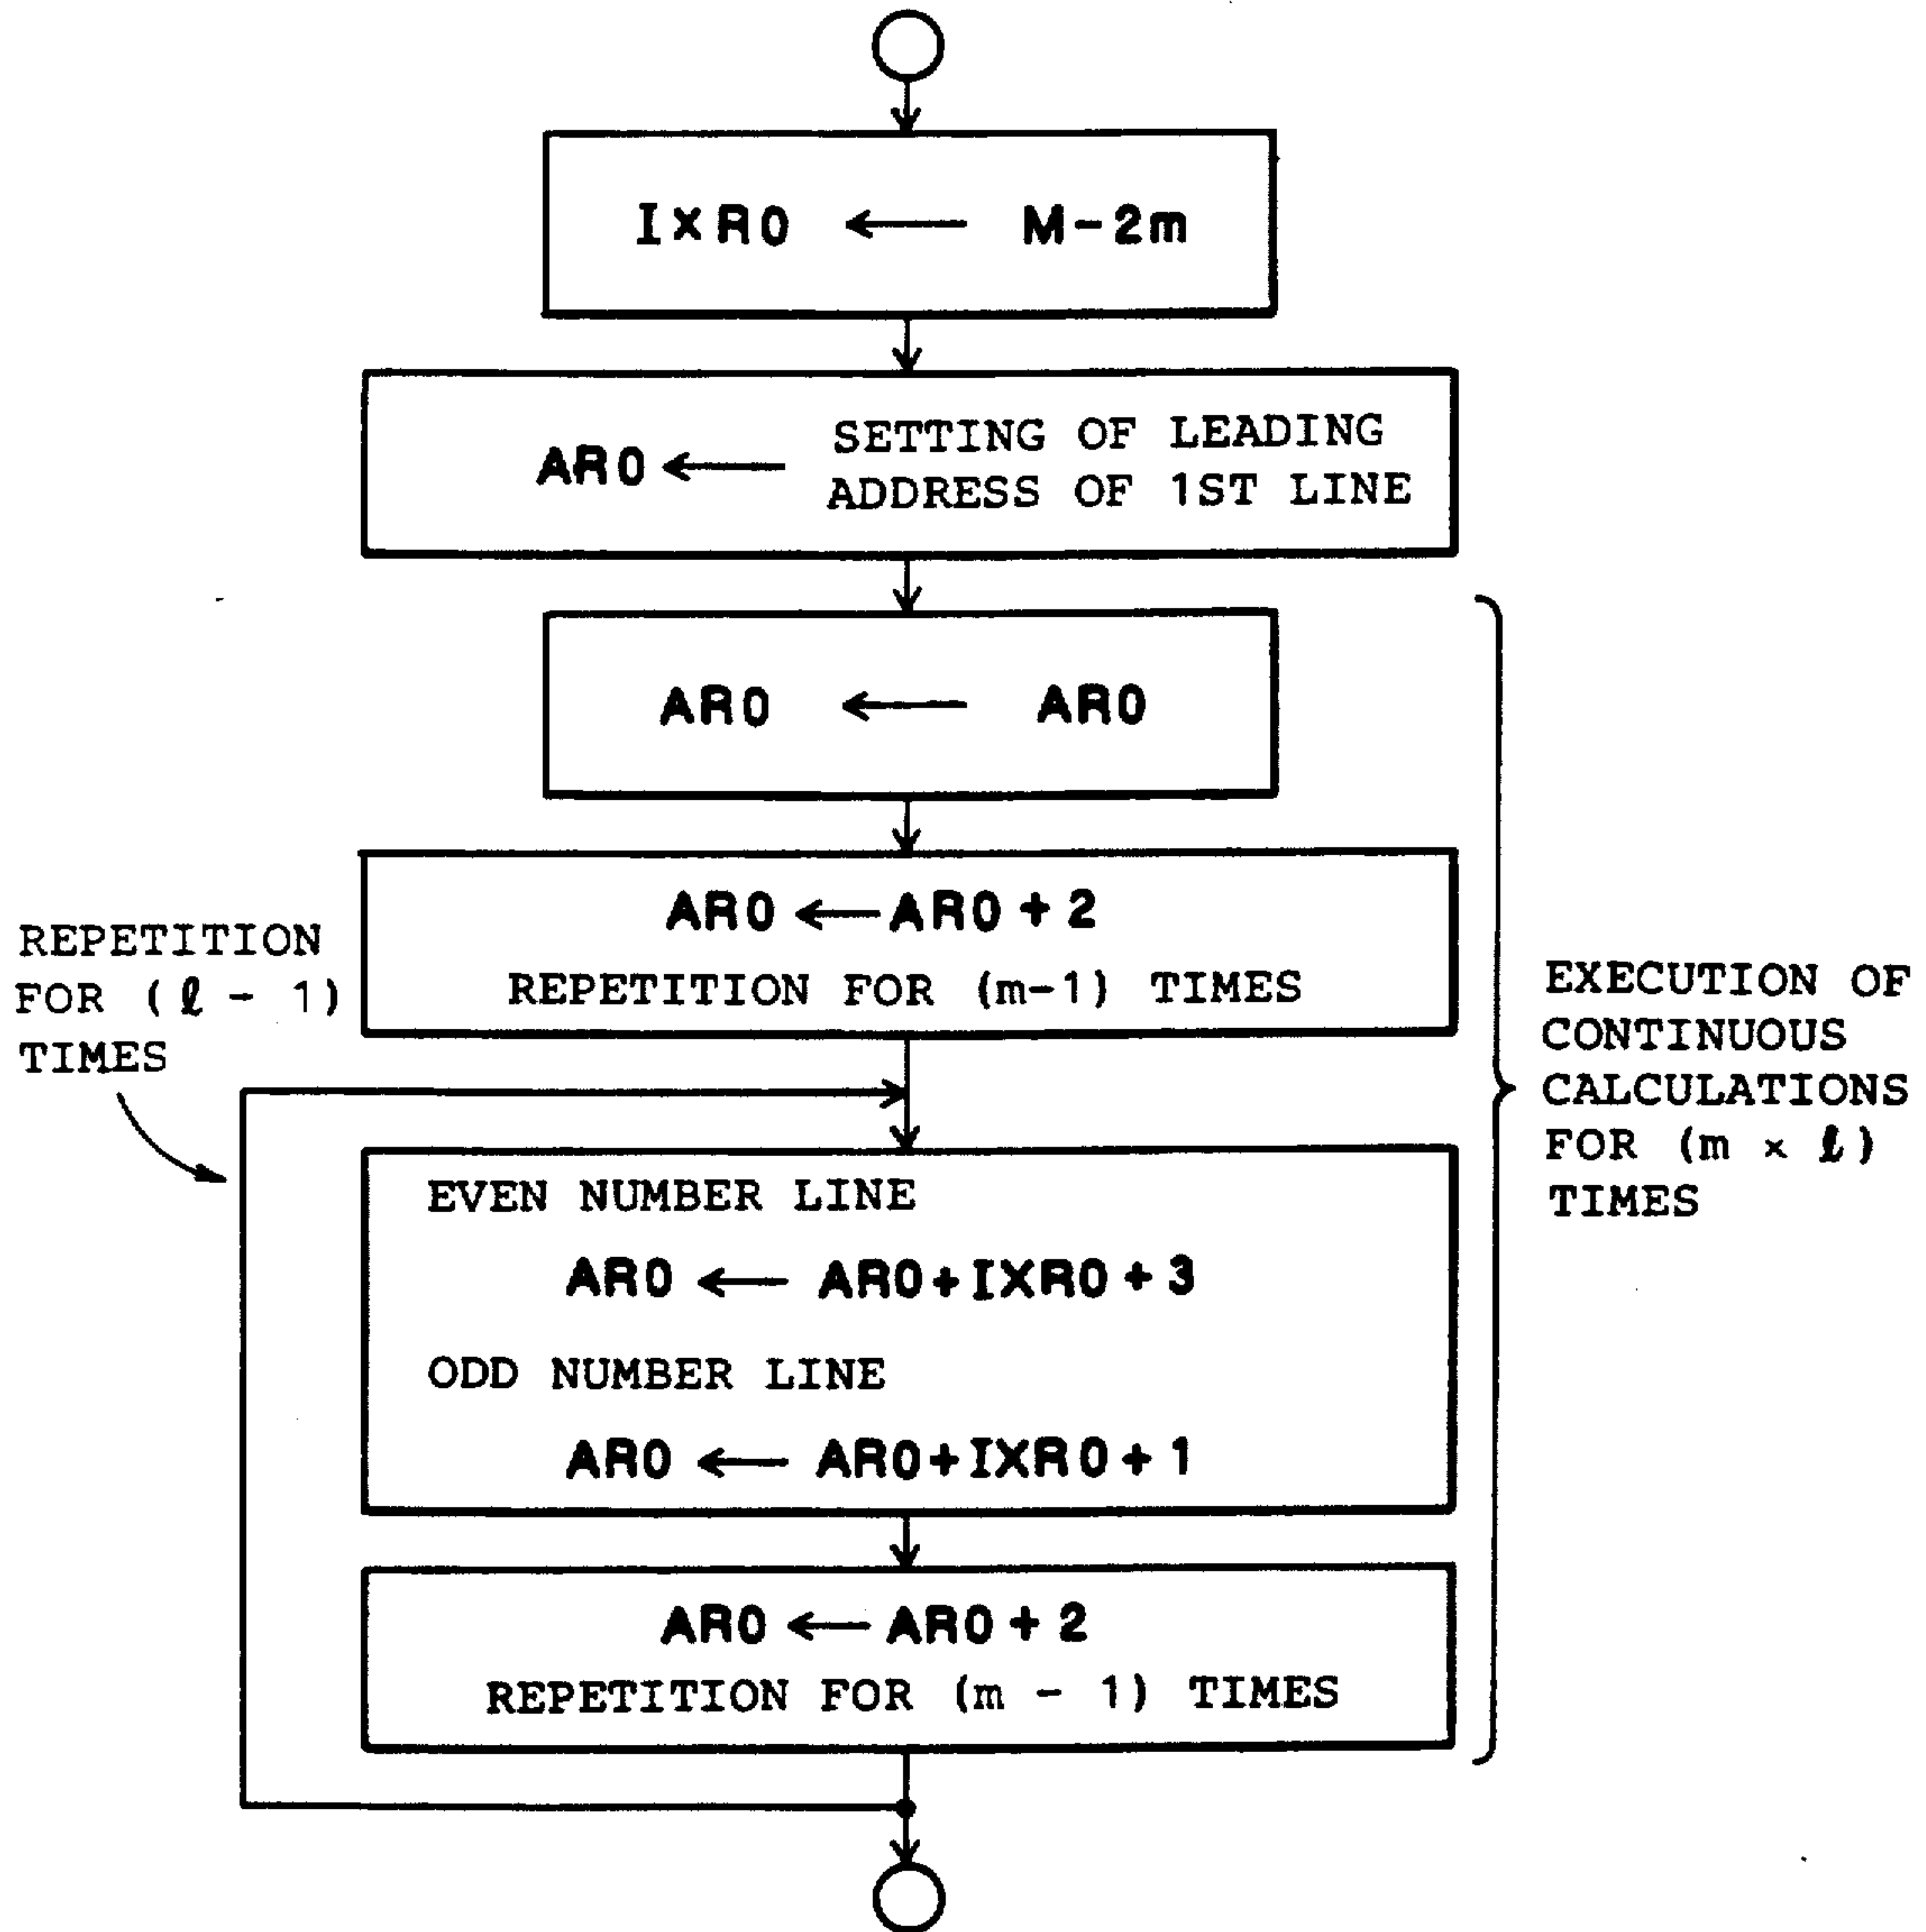 IXR0 ← M-2m
AR0 ← SETTING OF LEADING
ADDRESS OF 1ST LINE
AR0 ← AR0
AR0 ← AR0+2
REPETITION FOR (m-1) TIMES
REPETITION
FOR (ℓ - 1)
TIMES
EVEN NUMBER LINE
AR0 ← AR0+IXR0+3
ODD NUMBER LINE
AR0 ← AR0+IXR0+1
AR0 ← AR0+2
REPETITION FOR (m - 1) TIMES
EXECUTION OF
CONTINUOUS
CALCULATIONS
FOR (m × ℓ)
TIMES